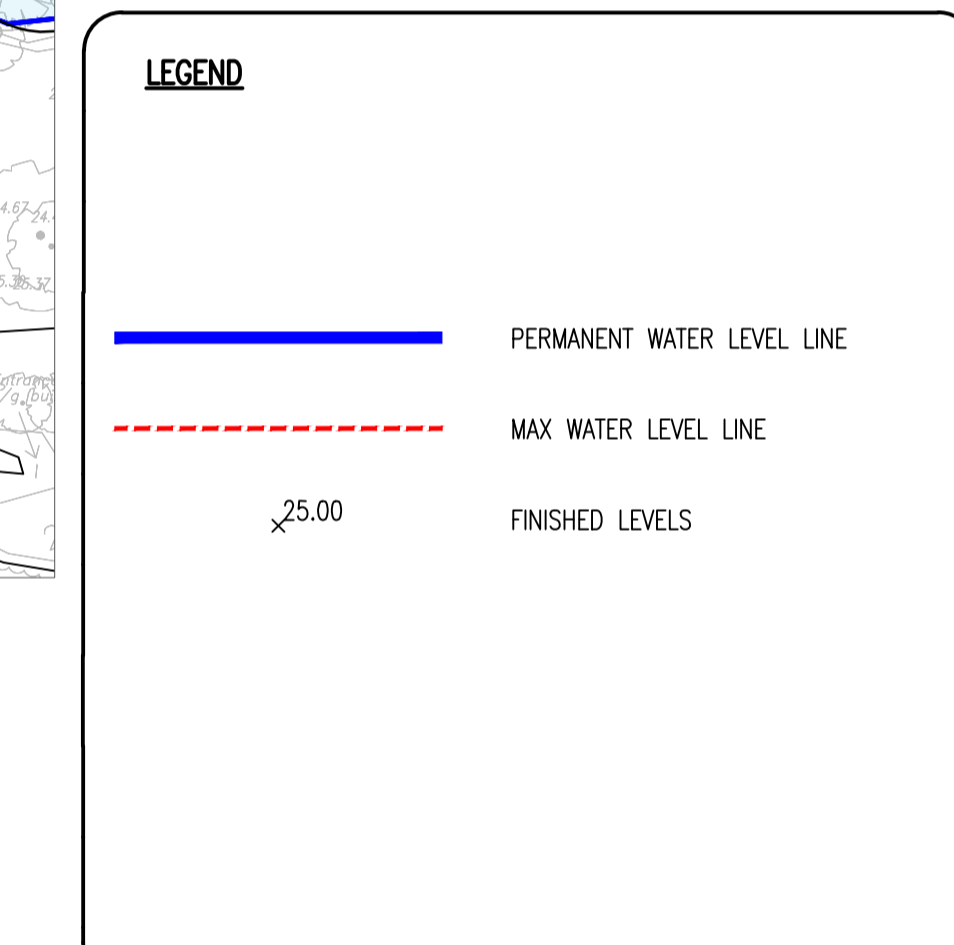 LEGEND
PERMANENT WATER LEVEL LINE
MAX WATER LEVEL LINE
25.00
FINISHED LEVELS